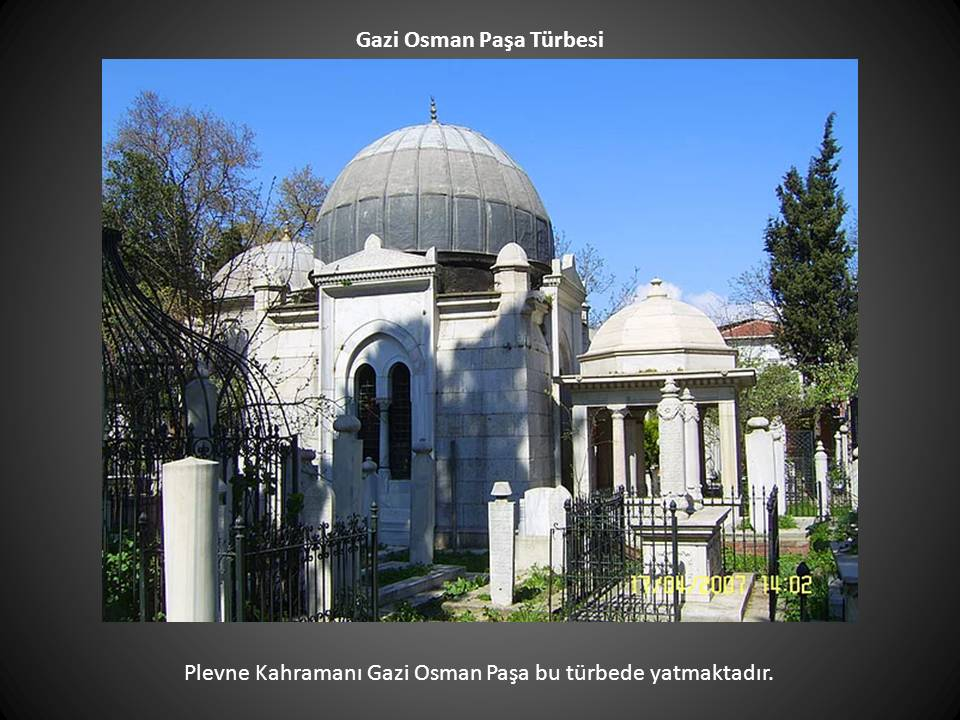 Gazi Osman Paşa Türbesi
17/04/2007 14:02
Plevne Kahramanı Gazi Osman Paşa bu türbede yatmaktadır.